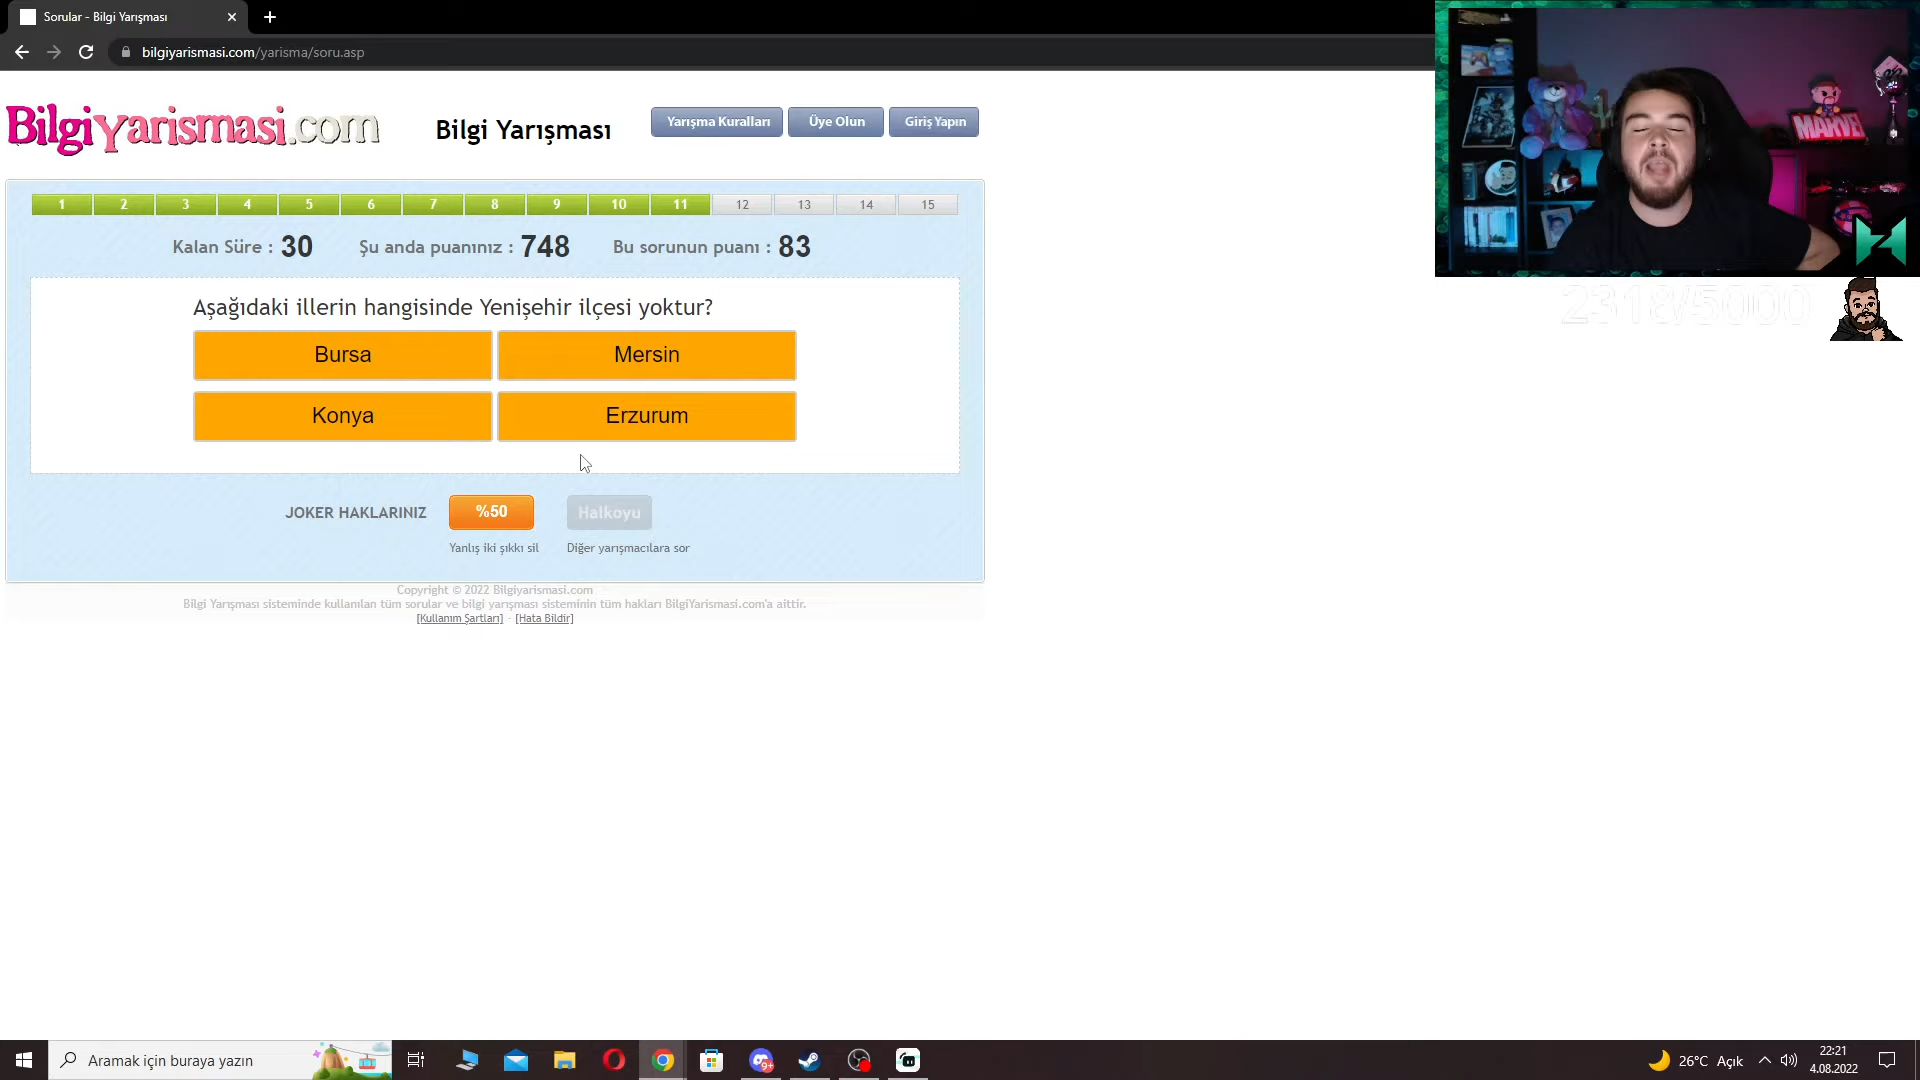 Sorular - Bilgi Yarışması
bilgiyarismasi.com/yarisma/soru.asp
Bilgiyarismasi.com
Bilgi Yarışması
Yarışma Kuralları
Üye Olun
Giriş Yapın
1 2 3 4 5 6 7 8 9 10 11 12 13 14 15
Kalan Süre : 30 Şu anda puanınız : 748 Bu sorunun puanı : 83
Aşağıdaki illerin hangisinde Yenişehir ilçesi yoktur?
Bursa
Mersin
Konya
Erzurum
JOKER HAKLARINIZ %50 Halkoyu
Yanlış iki şıkkı sil Diğer yarışmacılara sor
Copyright © 2022 Bilgiyarismasi.com
Bilgi Yarışması sisteminde kullanılan tüm sorular ve bilgi yarışması sisteminin tüm hakları BilgiYarismasi.com'a aittir.
[Kullanım Şartları] - [Hata Bildir]
MARVEL
2318/5000
Aramak için buraya yazın
9+
26°C Açık
22:21
4.08.2022